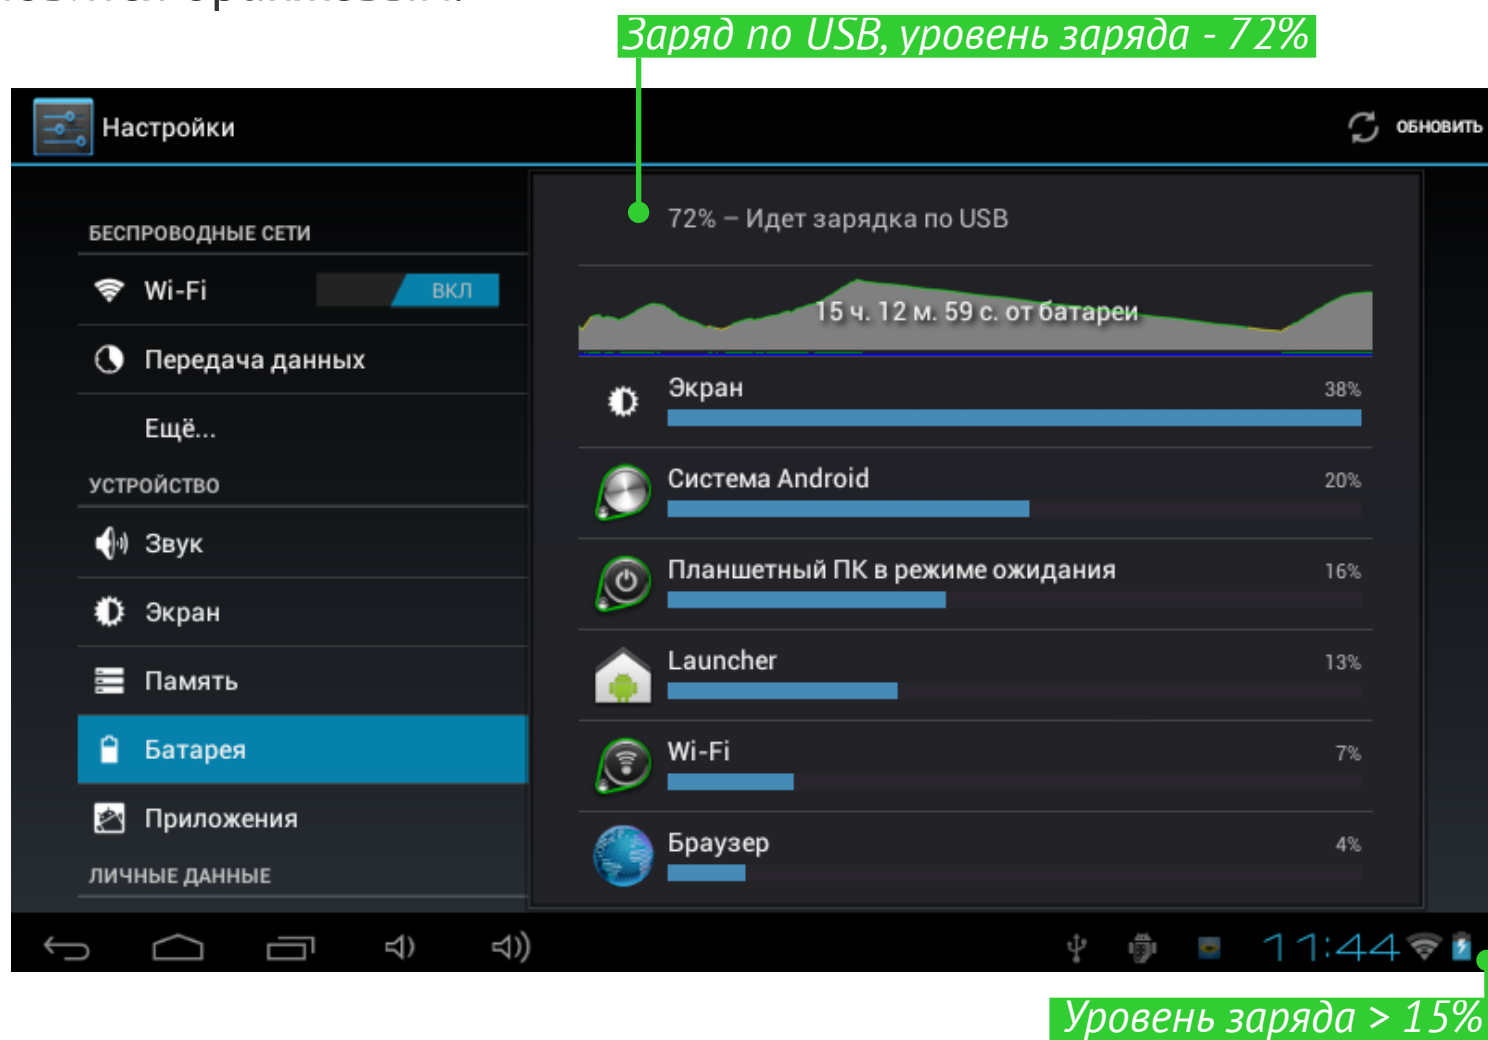 Заряд по USB, уровень заряда - 72%
Настройки
ОБНОВИТЬ
72% – Идет зарядка по USB
БЕСПРОВОДНЫЕ СЕТИ
Wi-Fi
ВКЛ
15 ч. 12 м. 59 с. от батареи
Передача данных
Экран
38%
Ещё...
Система Android
20%
УСТРОЙСТВО
Звук
Планшетный ПК в режиме ожидания
16%
Экран
Launcher
13%
Память
Батарея
Wi-Fi
7%
Приложения
Браузер
4%
ЛИЧНЫЕ ДАННЫЕ
11:44
Уровень заряда > 15%